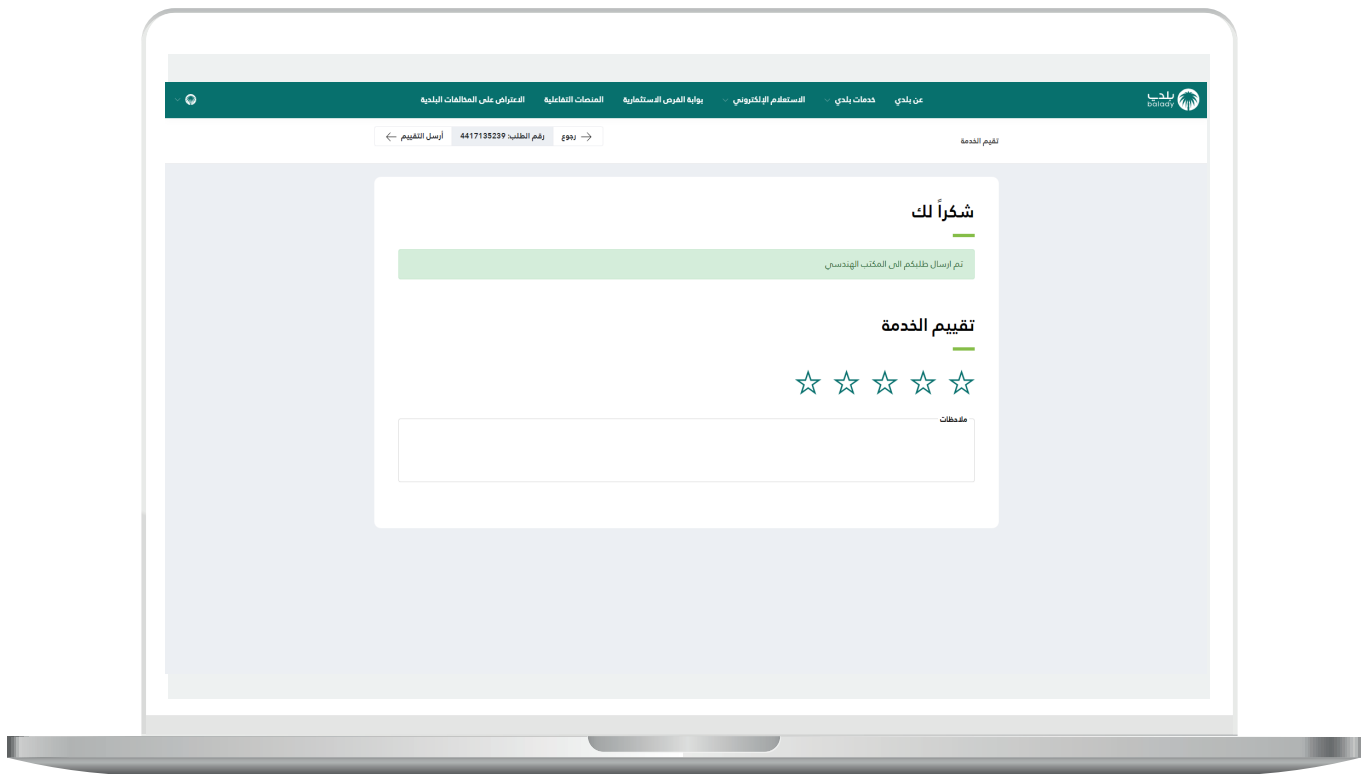 بلدي
balady
عن بلدي
خدمات بلدي
الاستعلام الإلكتروني
بوابة الفرص الاستثمارية
المنصات التفاعلية
الاعتراض على المخالفات البلدية
تقيم الخدمة
رجوع
رقم الطلب: 4417135239
أرسل التقييم
شكراً لك
تم ارسال طلبكم الى المكتب الهندسي
تقييم الخدمة
ملاحظات